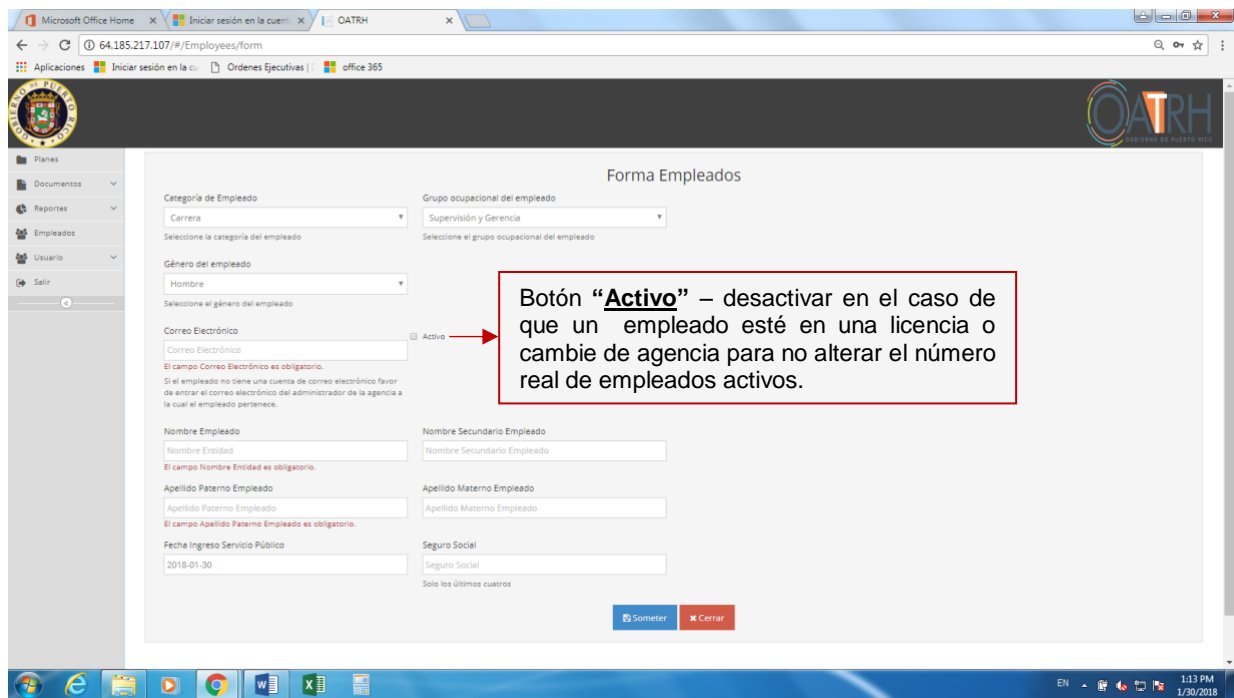 Microsoft Office Home
Iniciar sesión en la cuent
OATRH
64.185.217.107/#/Employees/form
Aplicaciones
Iniciar sesión en la cu
Ordenes Ejecutivas |
office 365
GOBIERNO DE PUERTO RICO
OATRH
GOBIERNO DE PUERTO RICO
Planes
Documentos
Reportes
Empleados
Usuario
Salir
Forma Empleados
Categoría de Empleado
Grupo ocupacional del empleado
Carrera
Supervisión y Gerencia
Seleccione la categoría del empleado
Seleccione el grupo ocupacional del empleado
Género del empleado
Hombre
Seleccione el género del empleado
Botón “Activo” – desactivar en el caso de
que un empleado esté en una licencia o
cambie de agencia para no alterar el número
real de empleados activos.
Correo Electrónico
Activo
Correo Electrónico
El campo Correo Electrónico es obligatorio.
Si el empleado no tiene una cuenta de correo electrónico favor
de entrar el correo electrónico del administrador de la agencia a
la cual el empleado pertenece.
Nombre Empleado
Nombre Secundario Empleado
Nombre Entidad
Nombre Secundario Empleado
El campo Nombre Entidad es obligatorio.
Apellido Paterno Empleado
Apellido Materno Empleado
Apellido Paterno Empleado
Apellido Materno Empleado
El campo Apellido Paterno Empleado es obligatorio.
Fecha Ingreso Servicio Público
Seguro Social
2018-01-30
Seguro Social
Solo los últimos cuatros
Someter
Cerrar
EN
1:13 PM
1/30/2018